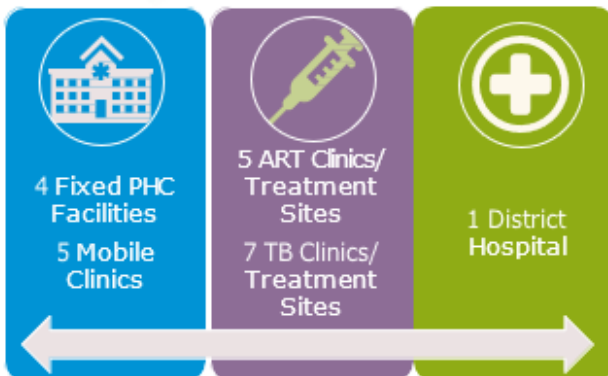 4 Fixed PHC
Facilities
5 Mobile
Clinics
5 ART Clinics/
Treatment
Sites
7 TB Clinics/
Treatment
Sites
1 District
Hospital